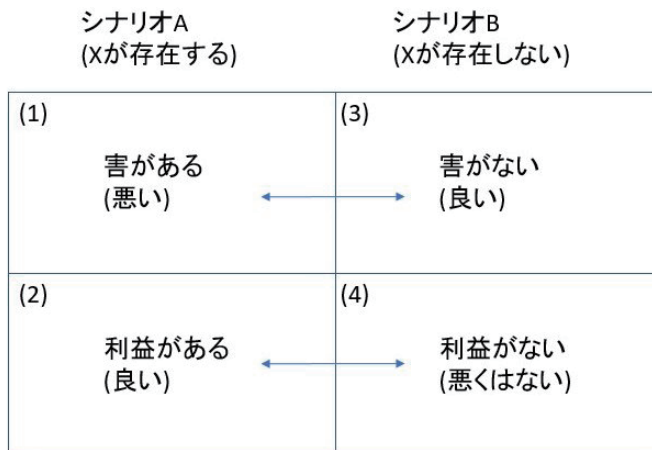 シナリオA
(Xが存在する)
シナリオB
(Xが存在しない)
(1)
害がある
(悪い)
(3)
害がない
(良い)
(2)
利益がある
(良い)
(4)
利益がない
(悪くはない)